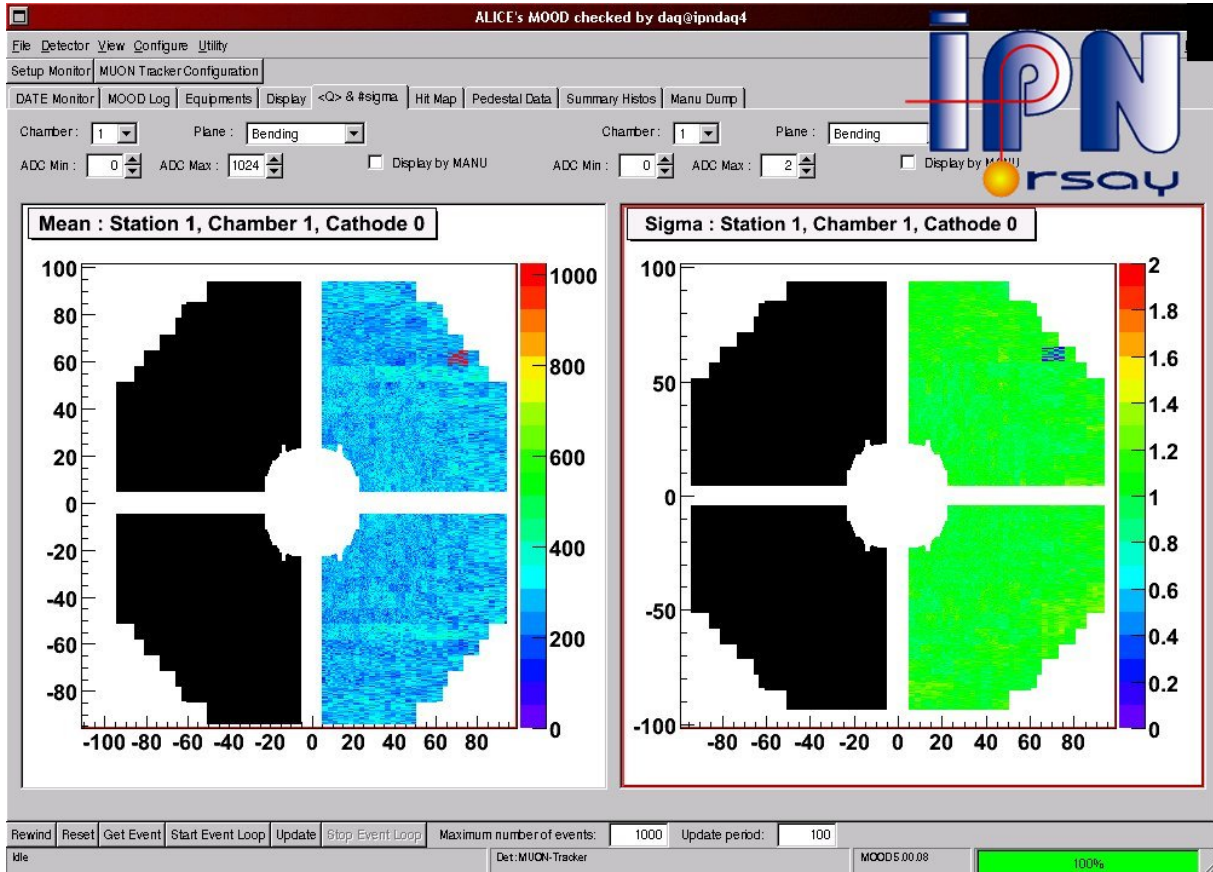 ALICE's MOOD checked by daq@ipndaq4
File Detector View Configure Utility
Setup Monitor MUON Tracker Configuration
DATE Monitor MOOD Log Equipments Display <Q> & #sigma Hit Map Pedestal Data Summary Histos Manu Dump
Chamber : 1 Plane : Bending Chamber : 1 Plane : Bending
ADC Min : 0 ADC Max : 1024 Display by MANU ADC Min : 0 ADC Max : 2 Display by MANU
iPN
Orsay
Mean : Station 1, Chamber 1, Cathode 0
100
80
60
40
20
0
-20
-40
-60
-80
-100 -80 -60 -40 -20 0 20 40 60 80
1000
800
600
400
200
0
Sigma : Station 1, Chamber 1, Cathode 0
100
50
0
-50
-100
-80 -60 -40 -20 0 20 40 60 80
2
1.8
1.6
1.4
1.2
1
0.8
0.6
0.4
0.2
0
Rewind Reset Get Event Start Event Loop Update Stop Event Loop Maximum number of events: 1000 Update period: 100
Idle Det: MUON-Tracker MOOD 5.00.08 100%